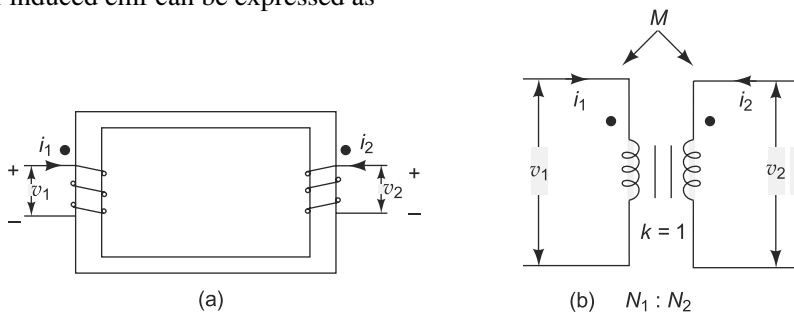 induced emf can be expressed as
M
i1
i2
i1
i2
+
+
v1
v2
v1
v2
–
–
k = 1
(a)
(b) N1 : N2